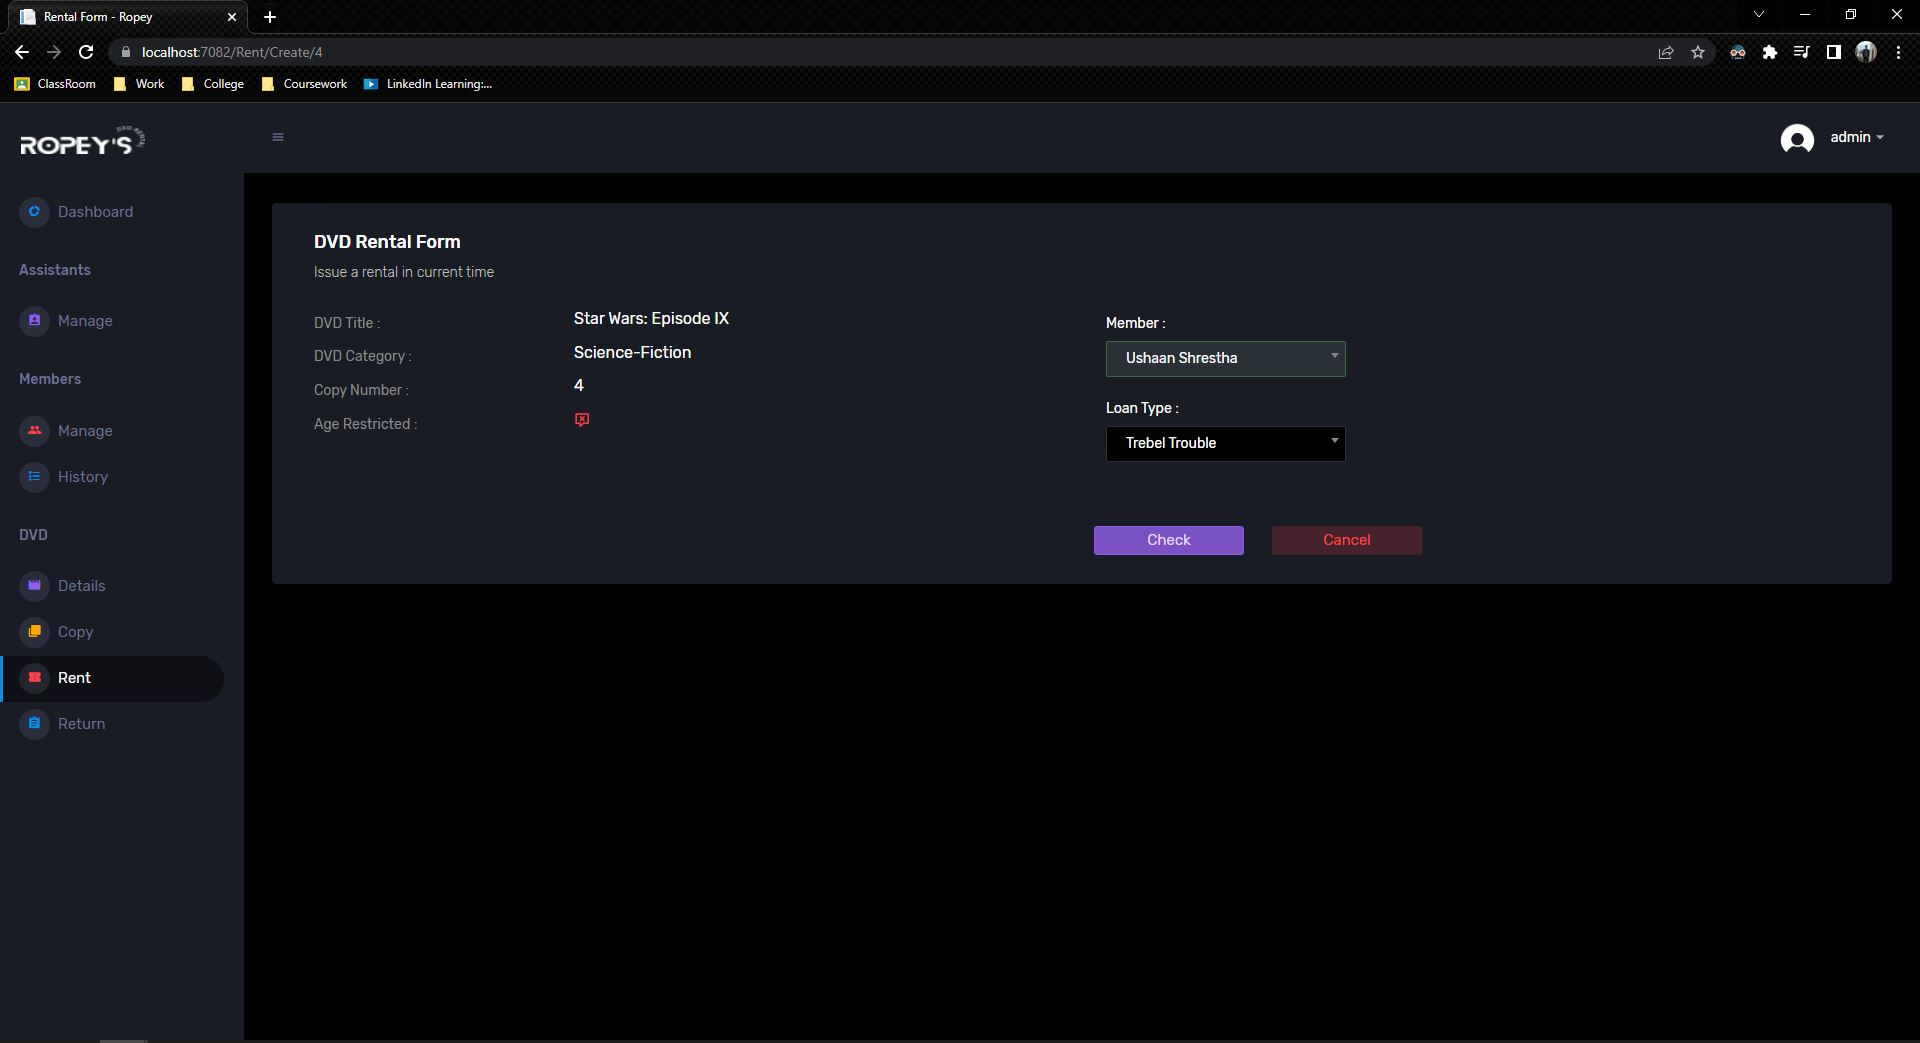 Rental Form - Ropey
localhost:7082/Rent/Create/4
ClassRoom
Work
College
Coursework
LinkedIn Learning:...
ROPEY'S
admin
Dashboard
Assistants
Manage
Members
Manage
History
DVD
Details
Copy
Rent
Return
DVD Rental Form
Issue a rental in current time
DVD Title : Star Wars: Episode IX
DVD Category : Science-Fiction
Copy Number : 4
Age Restricted :
Member :
Ushaan Shrestha
Loan Type :
Trebel Trouble
Check
Cancel